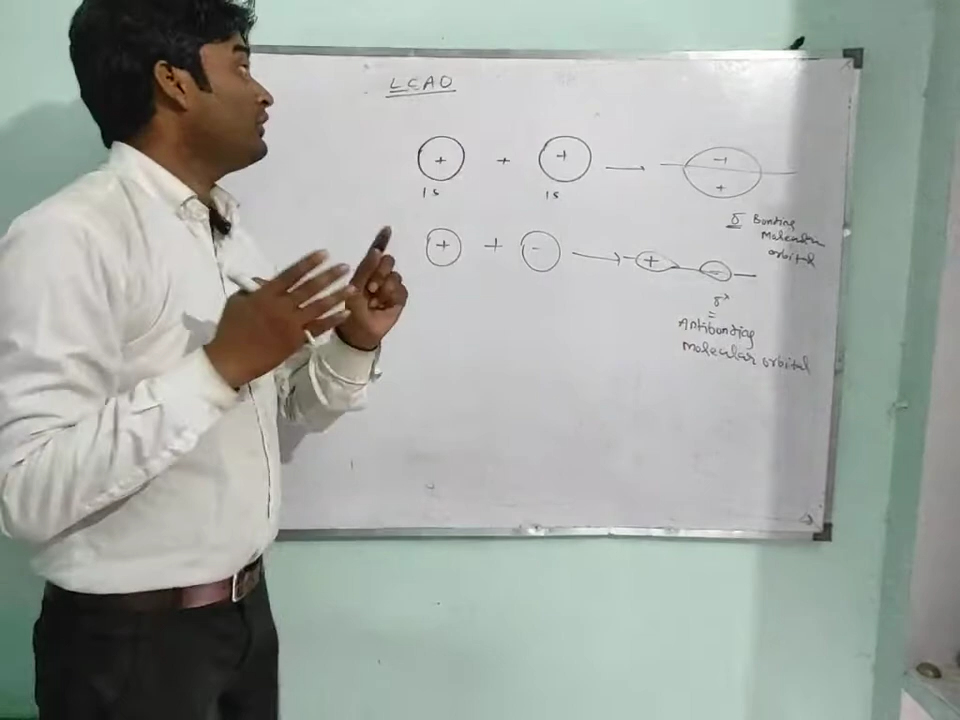 LCAO
+ + + → + +
1s 1s
σ Bonding
Molecular
orbital
+ + - → + -
σ*
=
Antibonding
molecular orbital